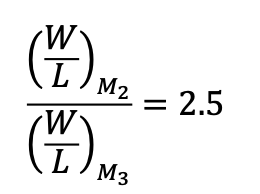 (W/L)_{M_2} / (W/L)_{M_3} = 2.5